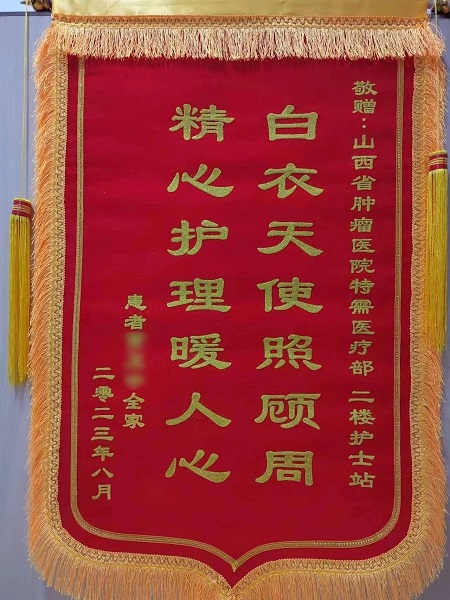 敬赠：山西省肿瘤医院特需医疗部 二楼护士站
白衣天使照顾周
精心护理暖人心
患者 全家
二零二三年八月